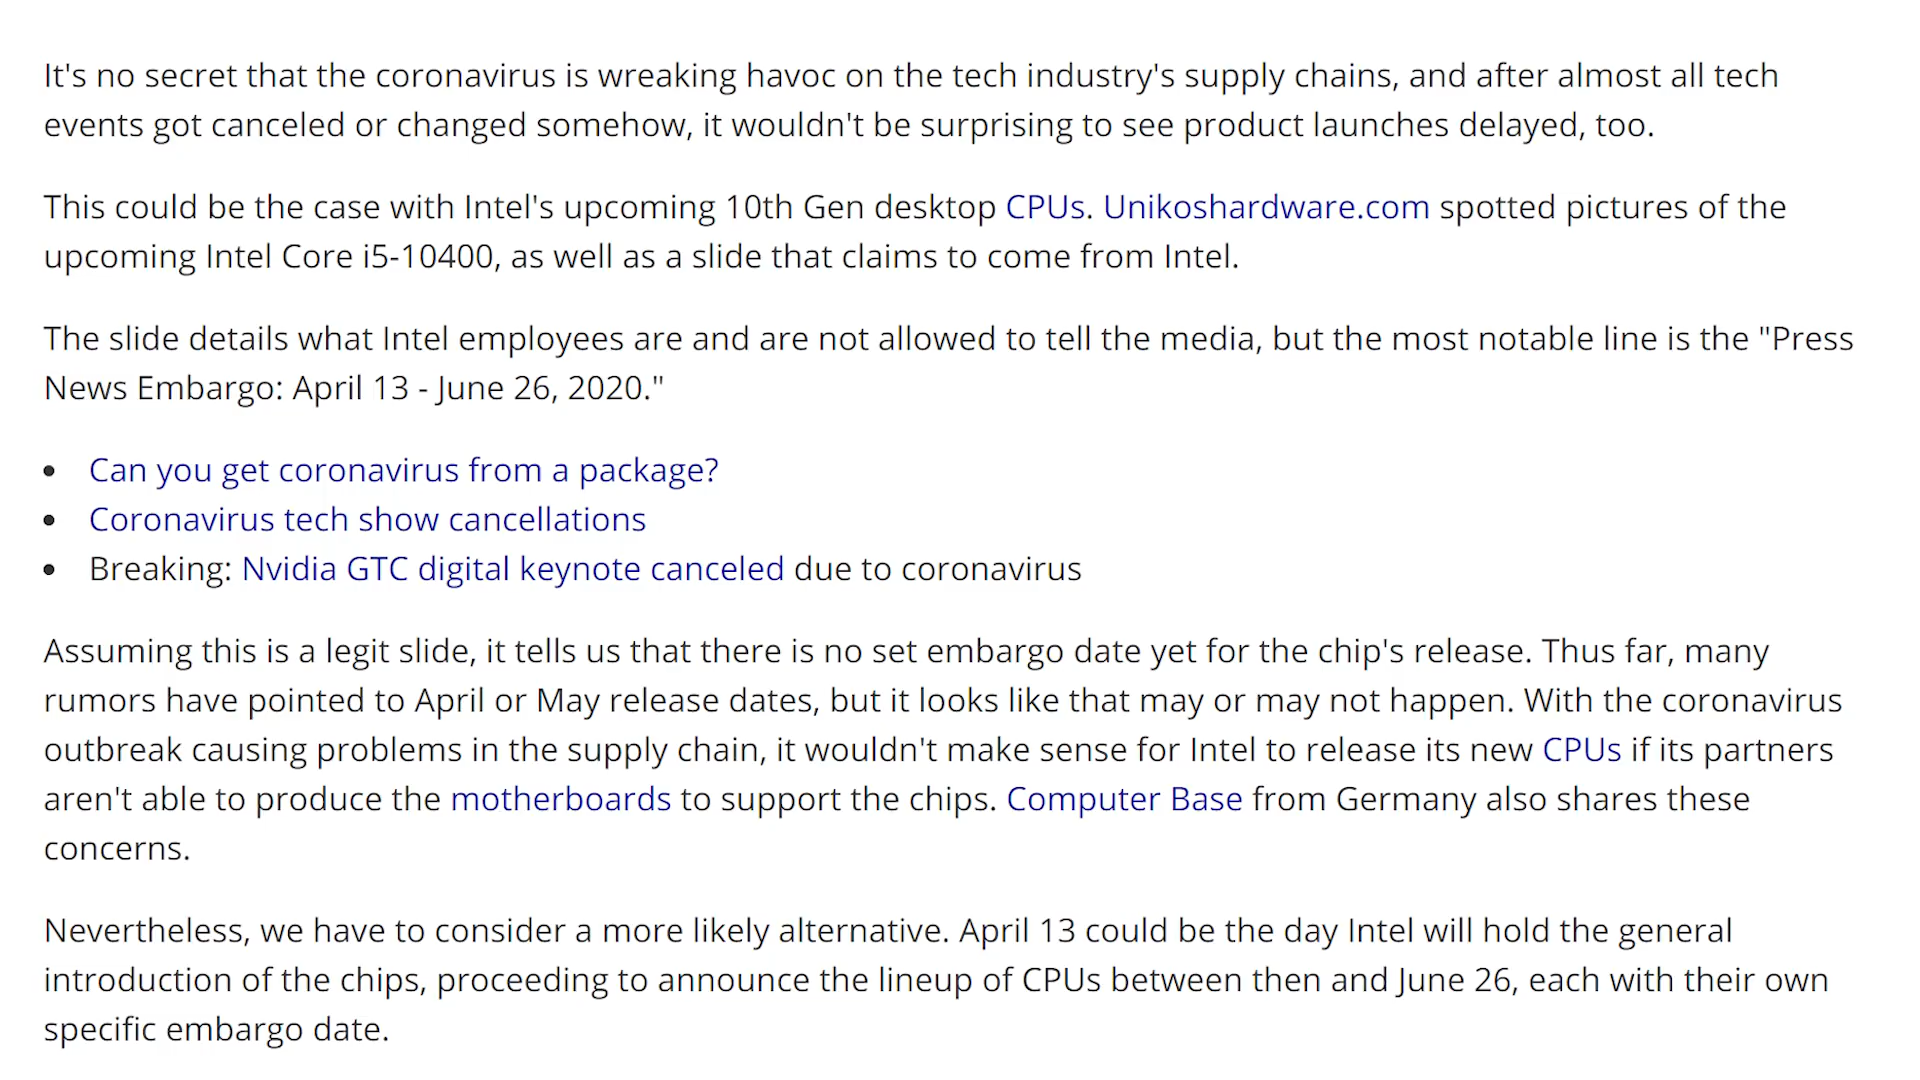 It's no secret that the coronavirus is wreaking havoc on the tech industry's supply chains, and after almost all tech
events got canceled or changed somehow, it wouldn't be surprising to see product launches delayed, too.
This could be the case with Intel's upcoming 10th Gen desktop CPUs. Unikoshardware.com spotted pictures of the
upcoming Intel Core i5-10400, as well as a slide that claims to come from Intel.
The slide details what Intel employees are and are not allowed to tell the media, but the most notable line is the "Press
News Embargo: April 13 - June 26, 2020."
• Can you get coronavirus from a package?
• Coronavirus tech show cancellations
• Breaking: Nvidia GTC digital keynote canceled due to coronavirus
Assuming this is a legit slide, it tells us that there is no set embargo date yet for the chip's release. Thus far, many
rumors have pointed to April or May release dates, but it looks like that may or may not happen. With the coronavirus
outbreak causing problems in the supply chain, it wouldn't make sense for Intel to release its new CPUs if its partners
aren't able to produce the motherboards to support the chips. Computer Base from Germany also shares these
concerns.
Nevertheless, we have to consider a more likely alternative. April 13 could be the day Intel will hold the general
introduction of the chips, proceeding to announce the lineup of CPUs between then and June 26, each with their own
specific embargo date.